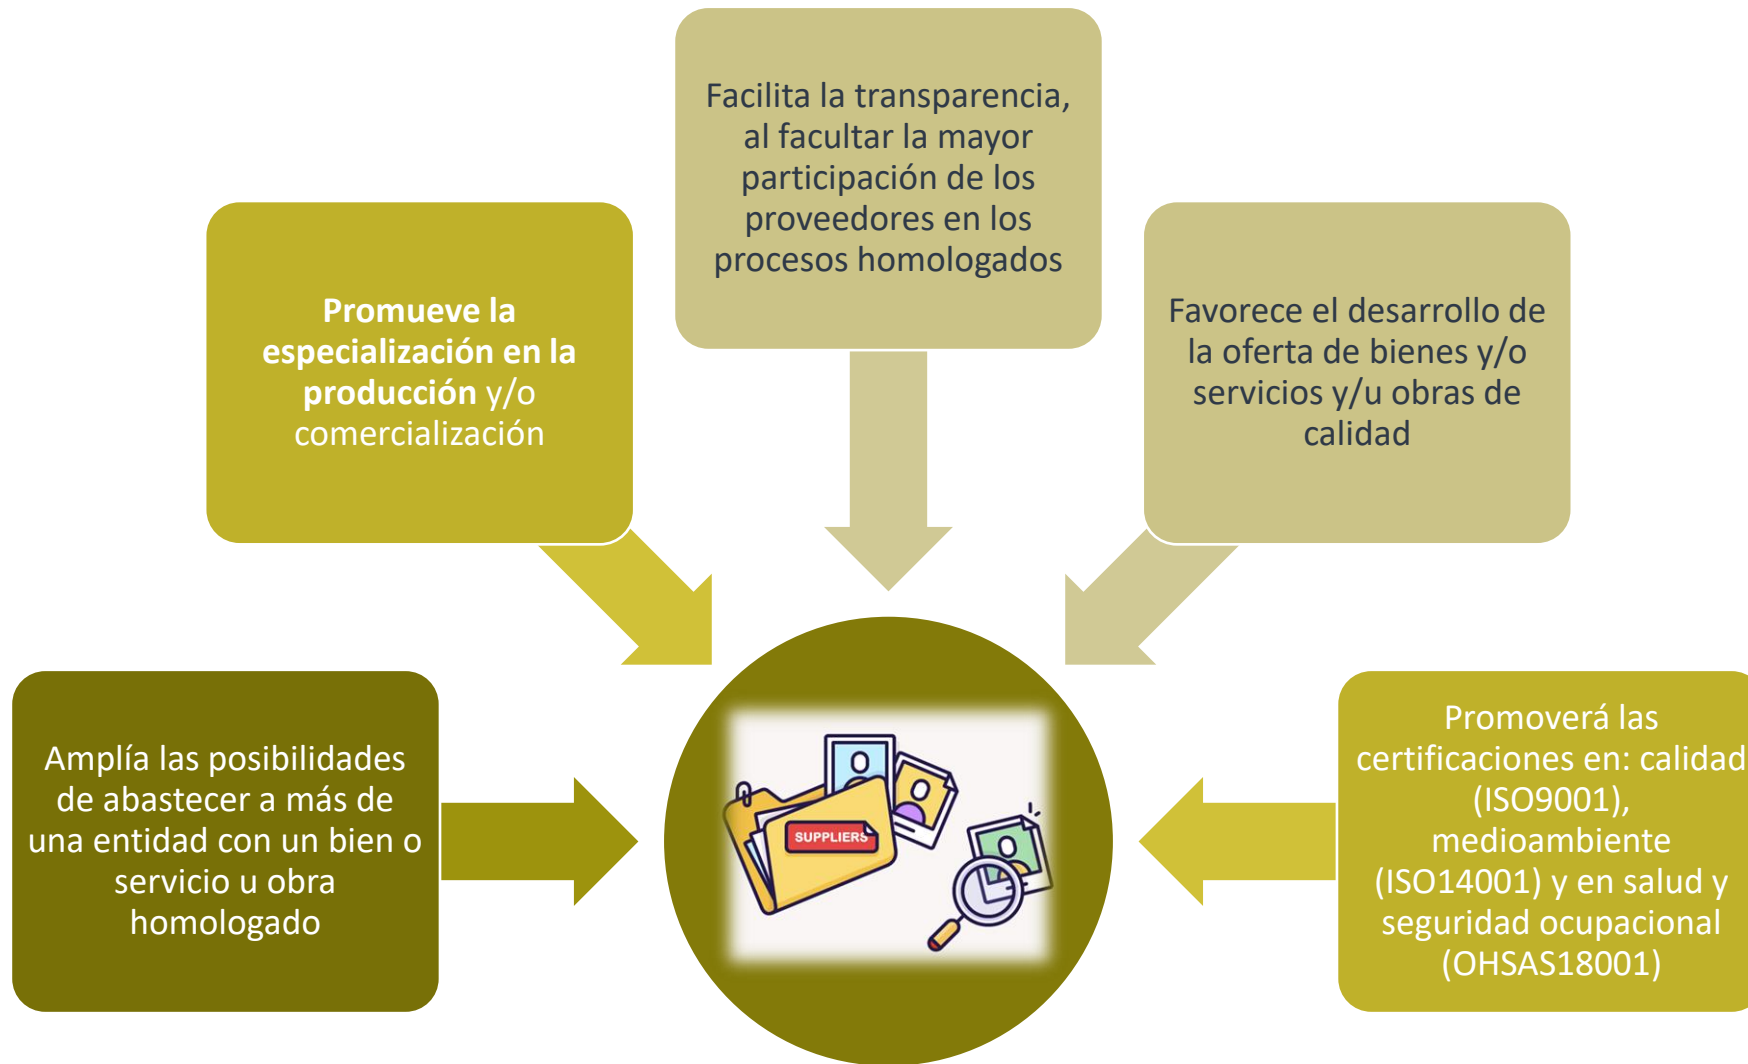 Facilita la transparencia,
al facultar la mayor
participación de los
proveedores en los
procesos homologados
Promueve la
especialización en la
producción y/o
comercialización
Favorece el desarrollo de
la oferta de bienes y/o
servicios y/u obras de
calidad
Amplía las posibilidades
de abastecer a más de
una entidad con un bien o
servicio u obra
homologado
SUPPLIERS
Promoverá las
certificaciones en: calidad
(ISO9001),
medioambiente
(ISO14001) y en salud y
seguridad ocupacional
(OHSAS18001)